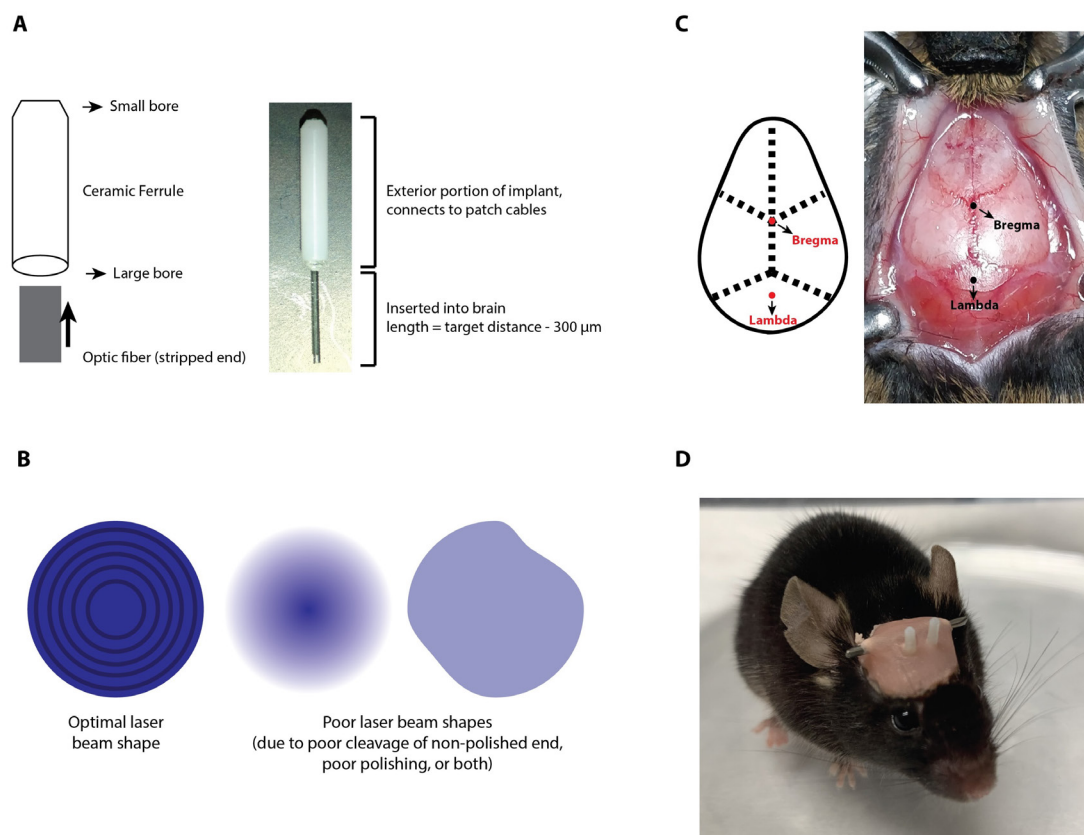 A
Small bore
Ceramic Ferrule
Large bore
Optic fiber (stripped end)
Exterior portion of implant,
connects to patch cables
Inserted into brain
length = target distance - 300 μm
B
Optimal laser
beam shape
Poor laser beam shapes
(due to poor cleavage of non-polished end,
poor polishing, or both)
C
Bregma
Lambda
Bregma
Lambda
D